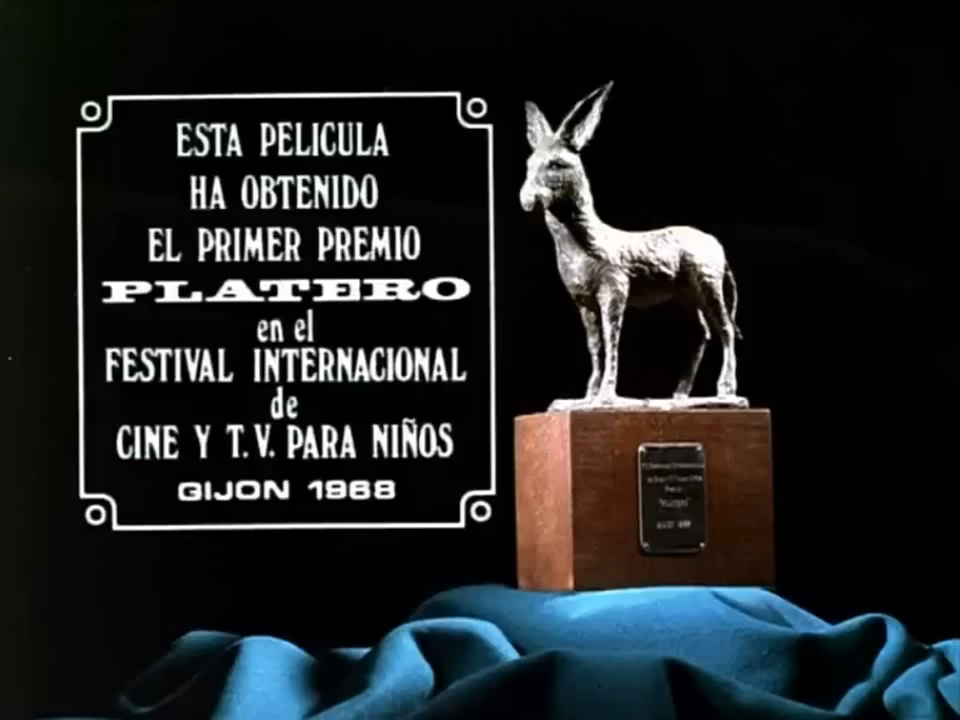 ESTA PELICULA
HA OBTENIDO
EL PRIMER PREMIO
PLATERO
en el
FESTIVAL INTERNACIONAL
de
CINE Y T.V. PARA NIÑOS
GIJON 1968